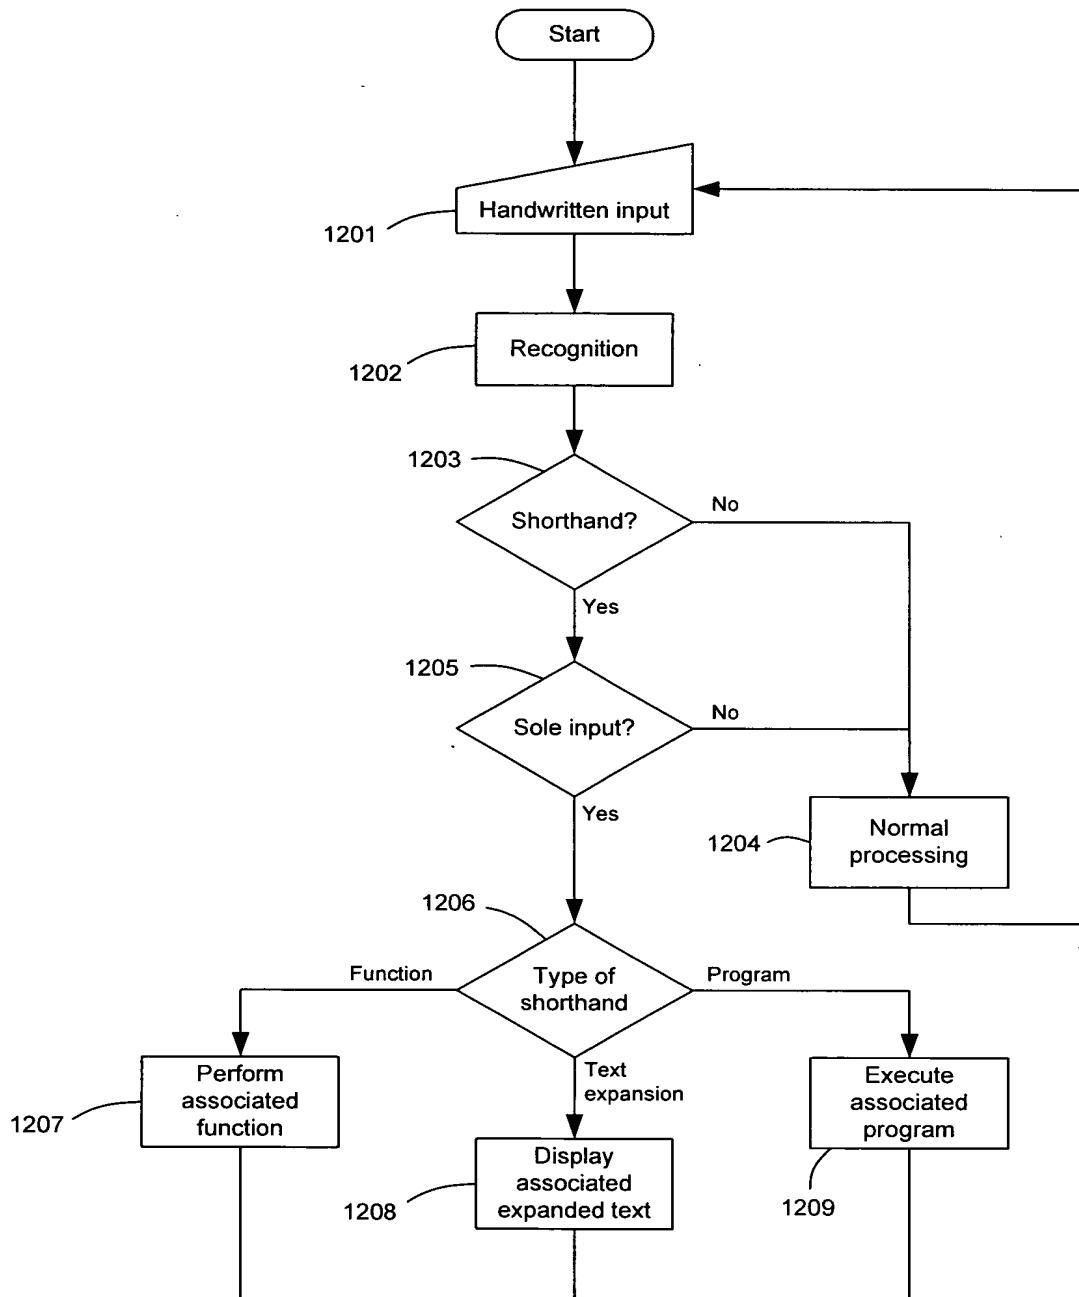 Start
Handwritten input
1201
Recognition
1202
1203
Shorthand?
No
Yes
1205
Sole input?
No
Yes
1204
Normal
processing
1206
Function
Type of
shorthand
Program
Text
expansion
Perform
associated
function
1207
Display
associated
expanded text
1208
Execute
associated
program
1209